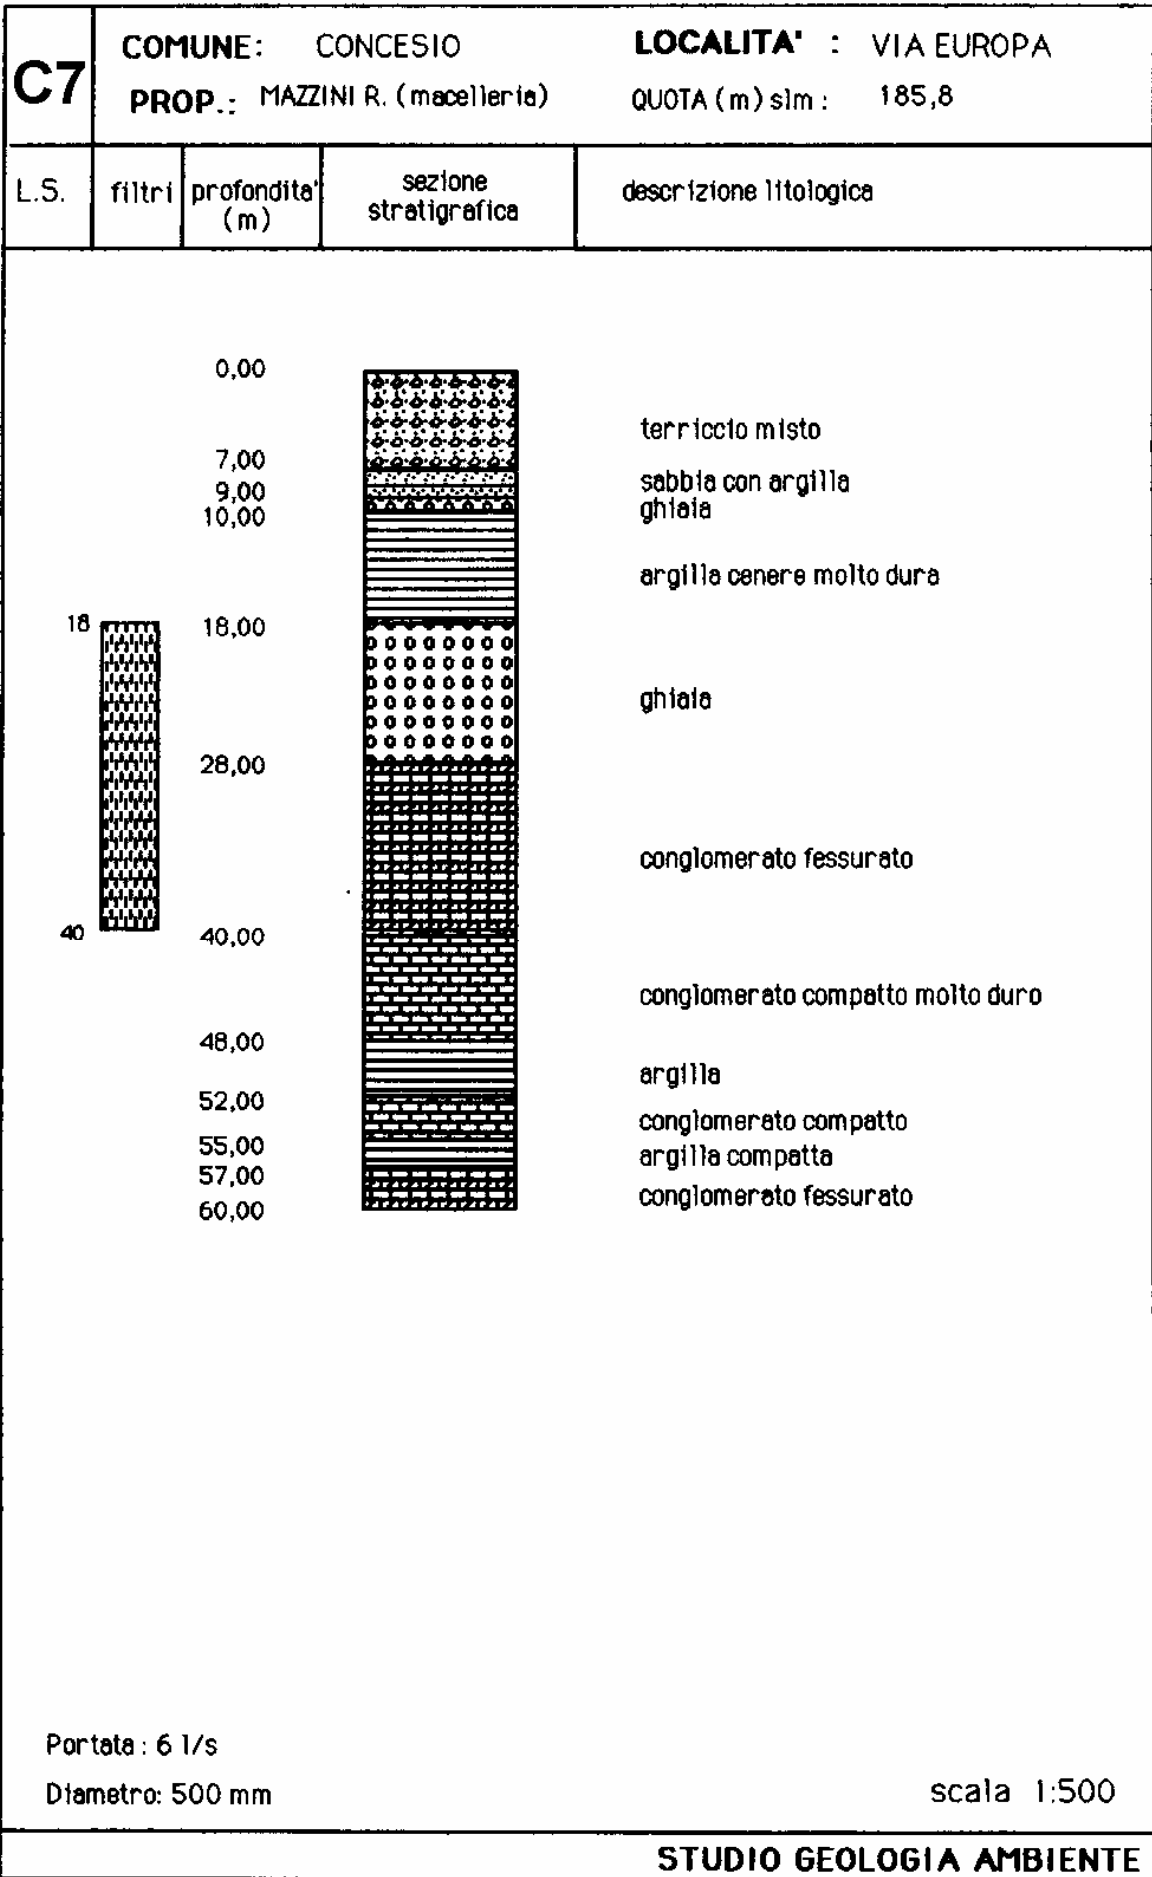 C7
COMUNE: CONCESIO
LOCALITA' : VIA EUROPA
PROP.: MAZZINI R. (macelleria)
QUOTA (m) slm : 185,8
L.S.
filtri
profondita' (m)
sezione stratigrafica
descrizione litologica
0,00
terriccio misto
7,00
sabbia con argilla
9,00
ghiaia
10,00
argilla cenere molto dura
18
18,00
ghiaia
28,00
conglomerato fessurato
40
40,00
conglomerato compatto molto duro
48,00
argilla
52,00
conglomerato compatto
55,00
argilla compatta
57,00
conglomerato fessurato
60,00
Portata : 6 l/s
Diametro: 500 mm
scala 1:500
STUDIO GEOLOGIA AMBIENTE